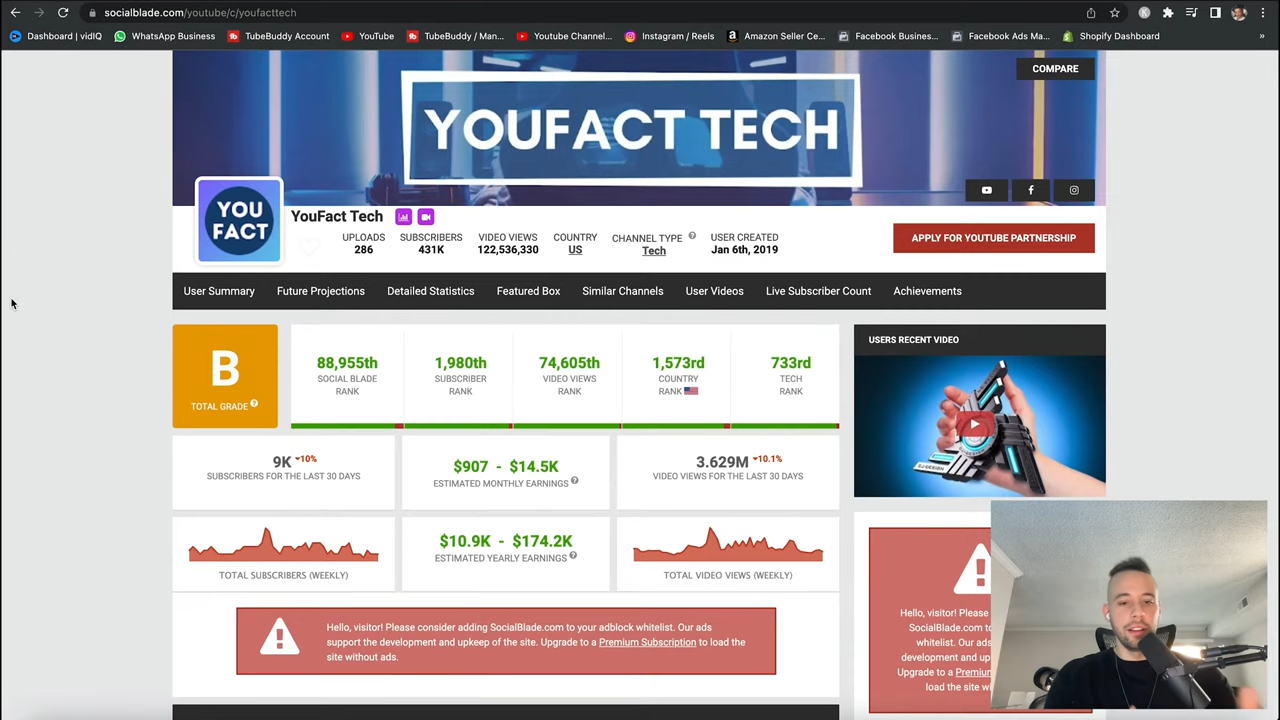 socialblade.com/youtube/c/youfacttech
Dashboard | vidIQ
WhatsApp Business
TubeBuddy Account
YouTube
TubeBuddy / Man...
Youtube Channel...
Instagram / Reels
Amazon Seller Ce...
Facebook Busines...
Facebook Ads Ma...
Shopify Dashboard
»
COMPARE
YOUFACT TECH
YOU
FACT
YouFact Tech
UPLOADS
286
SUBSCRIBERS
431K
VIDEO VIEWS
122,536,330
COUNTRY
US
CHANNEL TYPE
Tech
USER CREATED
Jan 6th, 2019
APPLY FOR YOUTUBE PARTNERSHIP
User Summary
Future Projections
Detailed Statistics
Featured Box
Similar Channels
User Videos
Live Subscriber Count
Achievements
B
TOTAL GRADE
88,955th
SOCIAL BLADE
RANK
1,980th
SUBSCRIBER
RANK
74,605th
VIDEO VIEWS
RANK
1,573rd
COUNTRY
RANK
733rd
TECH
RANK
USERS RECENT VIDEO
9K 10%
SUBSCRIBERS FOR THE LAST 30 DAYS
$907 - $14.5K
ESTIMATED MONTHLY EARNINGS
3.629M 10.1%
VIDEO VIEWS FOR THE LAST 30 DAYS
TOTAL SUBSCRIBERS (WEEKLY)
$10.9K - $174.2K
ESTIMATED YEARLY EARNINGS
TOTAL VIDEO VIEWS (WEEKLY)
Hello, visitor! Please consider adding SocialBlade.com to your adblock whitelist. Our ads
support the development and upkeep of the site. Upgrade to a Premium Subscription to load the
site without ads.
Hello, visitor! Please
SocialBlade.com to
whitelist. Our ads
development and up
Upgrade to a Premium
load the site wi